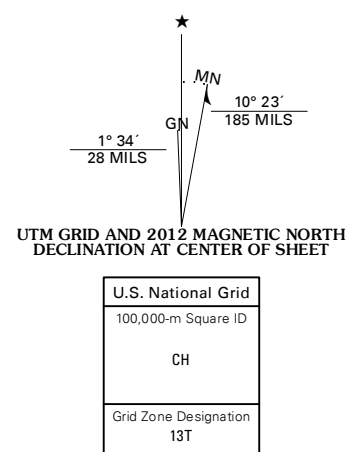 ★
MN
GN
10° 23´
185 MILS
1° 34´
28 MILS
UTM GRID AND 2012 MAGNETIC NORTH
DECLINATION AT CENTER OF SHEET
U.S. National Grid
100,000-m Square ID
CH
Grid Zone Designation
13T